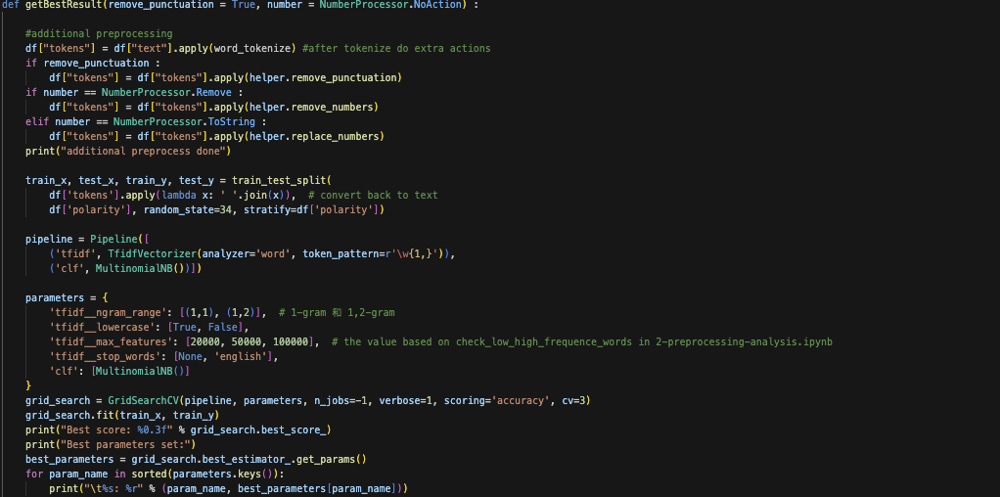 def getBestResult(remove_punctuation = True, number = NumberProcessor.NoAction) :
#additional preprocessing
df["tokens"] = df["text"].apply(word_tokenize) #after tokenize do extra actions
if remove_punctuation :
df["tokens"] = df["tokens"].apply(helper.remove_punctuation)
if number == NumberProcessor.Remove :
df["tokens"] = df["tokens"].apply(helper.remove_numbers)
elif number == NumberProcessor.ToString :
df["tokens"] = df["tokens"].apply(helper.replace_numbers)
print("additional preprocess done")
train_x, test_x, train_y, test_y = train_test_split(
df['tokens'].apply(lambda x: ' '.join(x)), # convert back to text
df['polarity'], random_state=34, stratify=df['polarity'])
pipeline = Pipeline([
('tfidf', TfidfVectorizer(analyzer='word', token_pattern=r'\w{1,}')),
('clf', MultinomialNB())])
parameters = {
'tfidf__ngram_range': [(1,1), (1,2)], # 1-gram 和 1,2-gram
'tfidf__lowercase': [True, False],
'tfidf__max_features': [20000, 50000, 100000], # the value based on check_low_high_frequence_words in 2-preprocessing-analysis.ipynb
'tfidf__stop_words': [None, 'english'],
'clf': [MultinomialNB()]
}
grid_search = GridSearchCV(pipeline, parameters, n_jobs=-1, verbose=1, scoring='accuracy', cv=3)
grid_search.fit(train_x, train_y)
print("Best score: %0.3f" % grid_search.best_score_)
print("Best parameters set:")
best_parameters = grid_search.best_estimator_.get_params()
for param_name in sorted(parameters.keys()):
print("\t%s: %r" % (param_name, best_parameters[param_name]))